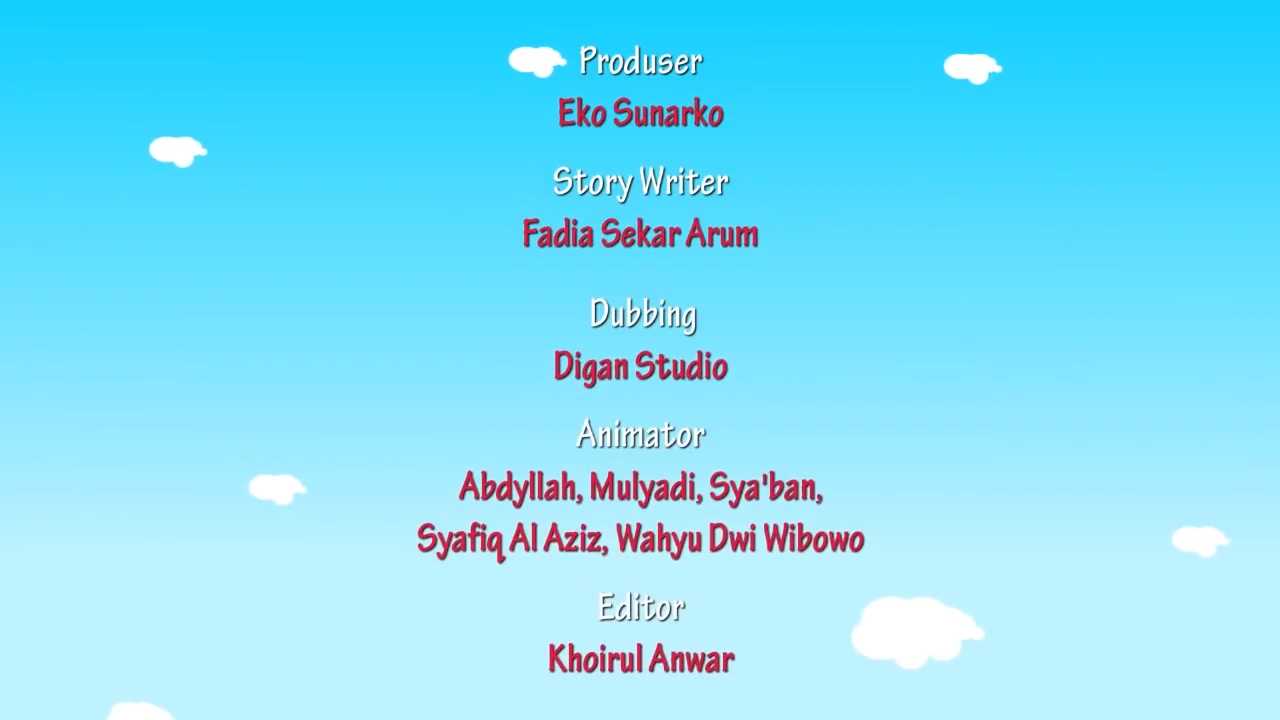 Produser
Eko Sunarko
Story Writer
Fadia Sekar Arum
Dubbing
Digan Studio
Animator
Abdyllah, Mulyadi, Sya'ban,
Syafiq Al Aziz, Wahyu Dwi Wibowo
Editor
Khoirul Anwar